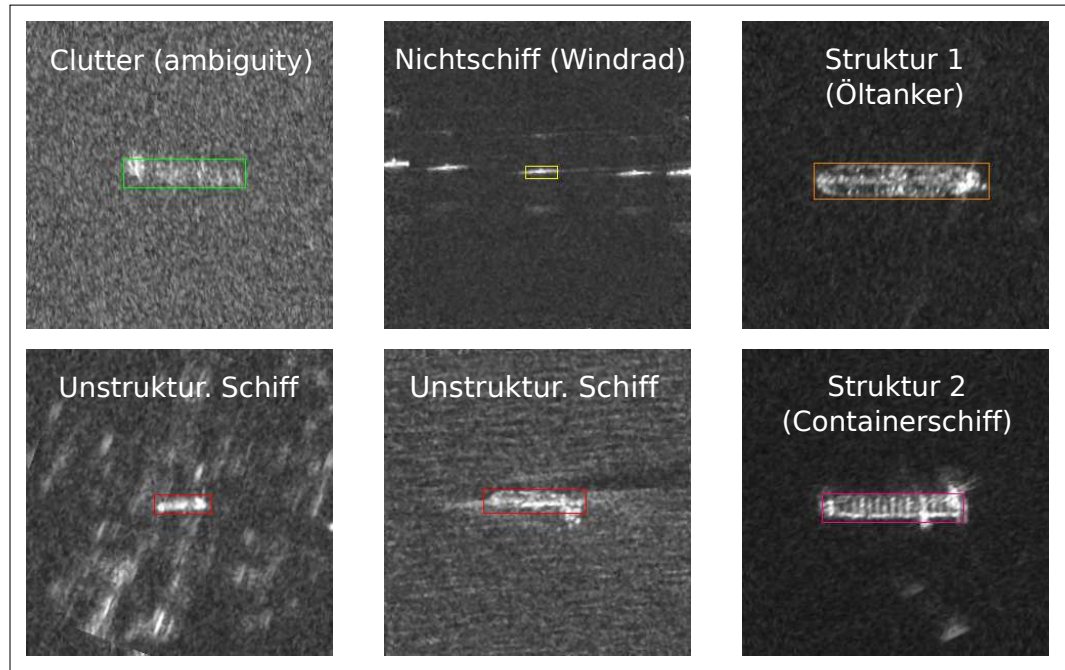 Clutter (ambiguity)
Nichtschiff (Windrad)
Struktur 1
(Öltanker)
Unstruktur. Schiff
Unstruktur. Schiff
Struktur 2
(Containerschiff)